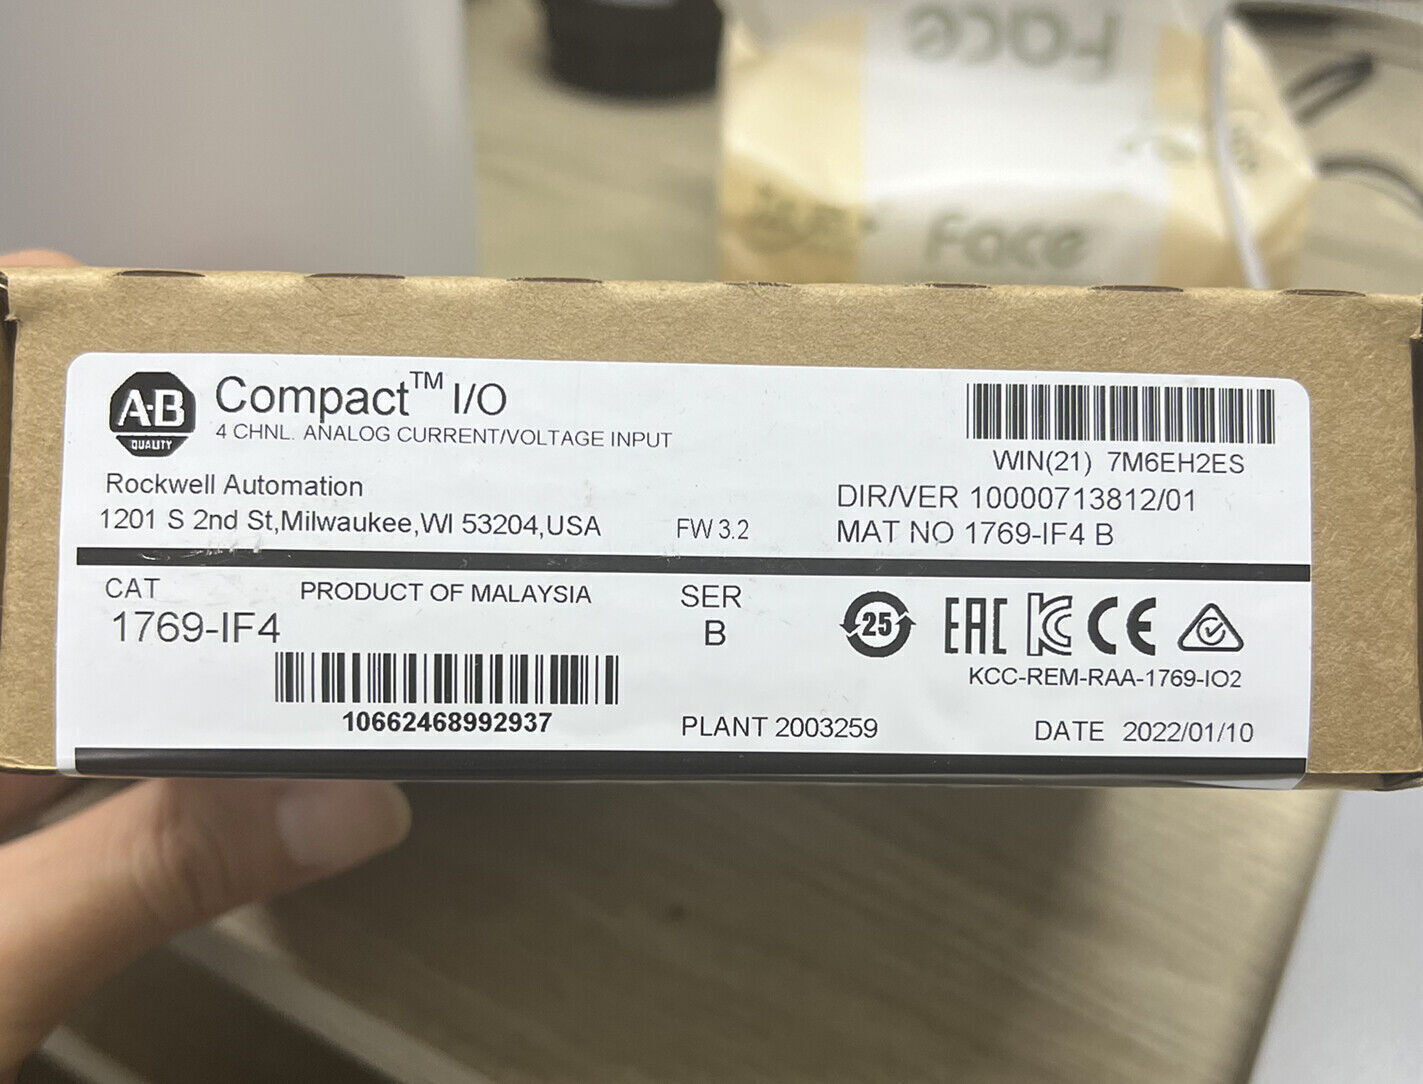 Face
Face
A-B
QUALITY
Compact™ I/O
4 CHNL. ANALOG CURRENT/VOLTAGE INPUT
WIN(21) 7M6EH2ES
Rockwell Automation
1201 S 2nd St,Milwaukee,WI 53204,USA
FW 3.2
DIR/VER 10000713812/01
MAT NO 1769-IF4 B
CAT
1769-IF4
PRODUCT OF MALAYSIA
SER
B
25
EAC
CE
KCC-REM-RAA-1769-IO2
10662468992937
PLANT 2003259
DATE 2022/01/10